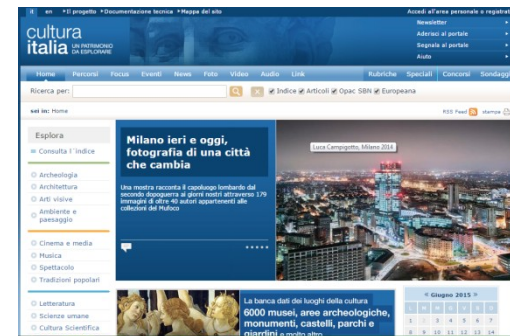 it en Il progetto Documentazione tecnica Mappa del sito
Accedi all'area personale o registrat
cultura
italia UN PATRIMONIO
DA ESPLORARE
Newsletter
Aderisci al portale
Segnala al portale
Aiuto
Home Percorsi Focus Eventi News Foto Video Audio Link Rubriche Speciali Concorsi Sondagg
Ricerca per: Indice Articoli Opac SBN Europeana
sei in: Home
RSS Feed stampa
Esplora
Consulta l'indice
Archeologia
Architettura
Arti visive
Ambiente e
paesaggio
Cinema e media
Musica
Spettacolo
Tradizioni popolari
Letteratura
Scienze umane
Cultura Scientifica
Milano ieri e oggi,
fotografia di una città
che cambia
Una mostra racconta il capoluogo lombardo dal
secondo dopoguerra ai giorni nostri attraverso 179
immagini di oltre 40 autori appartenenti alle
collezioni del Mufoco
Luca Campigotto, Milano 2014
La banca dati dei luoghi della cultura
6000 musei, aree archeologiche,
monumenti, castelli, parchi e
giardini e molto altro
« Giugno 2015 »
1 2 3 4 5 6 7
8 9 10 11 12 13 14